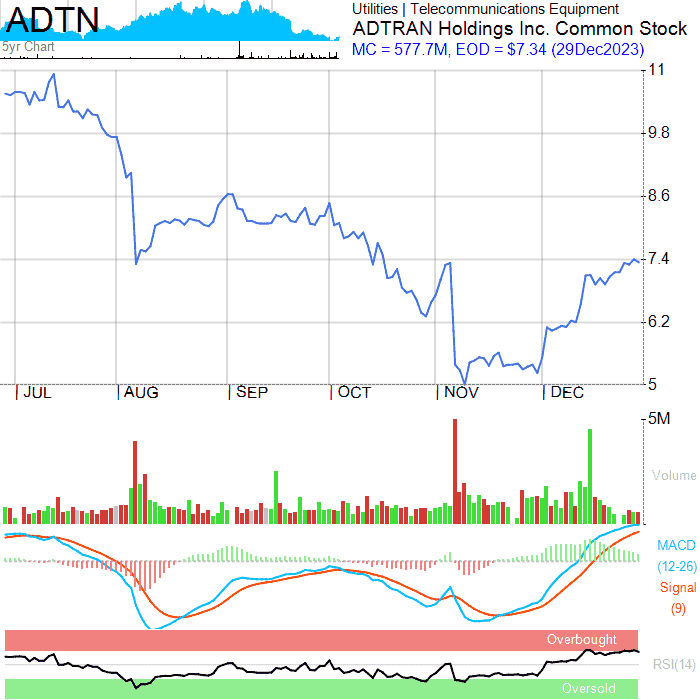 ADTN
5yr Chart
Utilities | Telecommunications Equipment
ADTRAN Holdings Inc. Common Stock
MC = 577.7M, EOD = $7.34 (29Dec2023)
11
9.8
8.6
7.4
6.2
5
JUL AUG SEP OCT NOV DEC
5M
Volume
MACD
(12-26)
Signal
(9)
Overbought
RSI(14)
Oversold